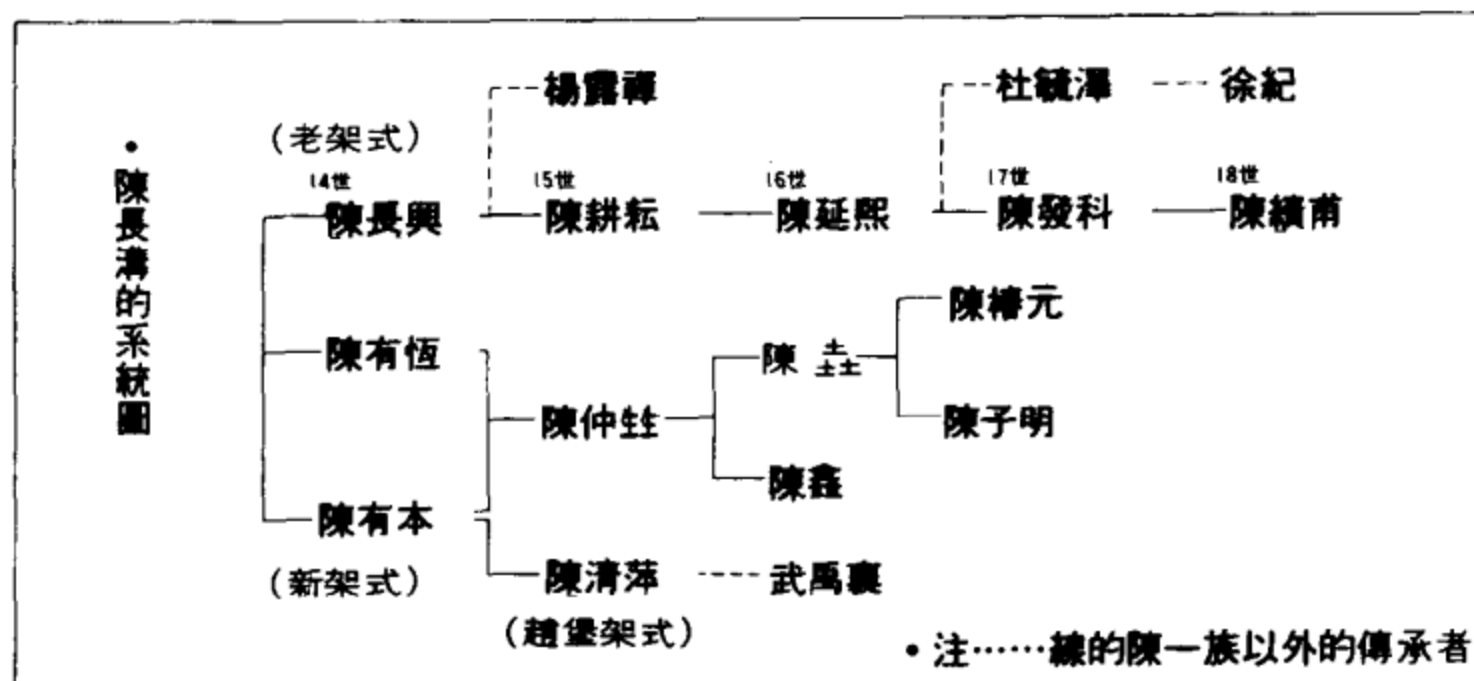 • 陳長溝的系統圖
(老架式)
楊露禪
杜毓澤
徐紀
14世
15世
16世
17世
18世
陳長興
陳耕耘
陳延熙
陳發科
陳績甫
陳有恆
陳仲甡
陳垚
陳椿元
陳子明
陳鑫
陳有本
(新架式)
陳清萍
武禹襄
(趙堡架式)
• 注……線的陳一族以外的傳承者